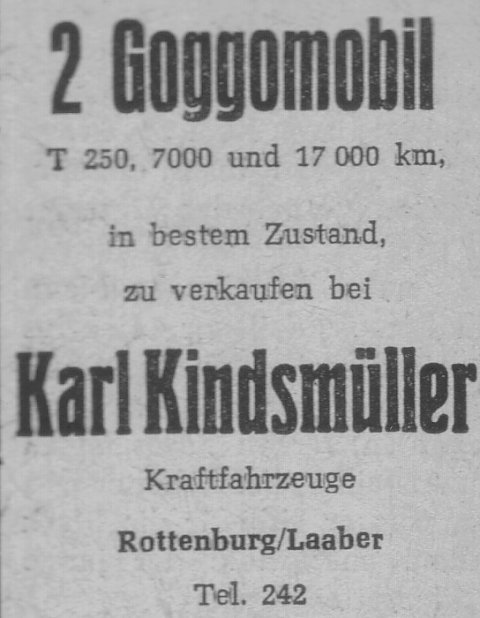 2 Goggomobil
T 250, 7000 und 17 000 km,
in bestem Zustand,
zu verkaufen bei
Karl Kindsmüller
Kraftfahrzeuge
Rottenburg/Laaber
Tel. 242